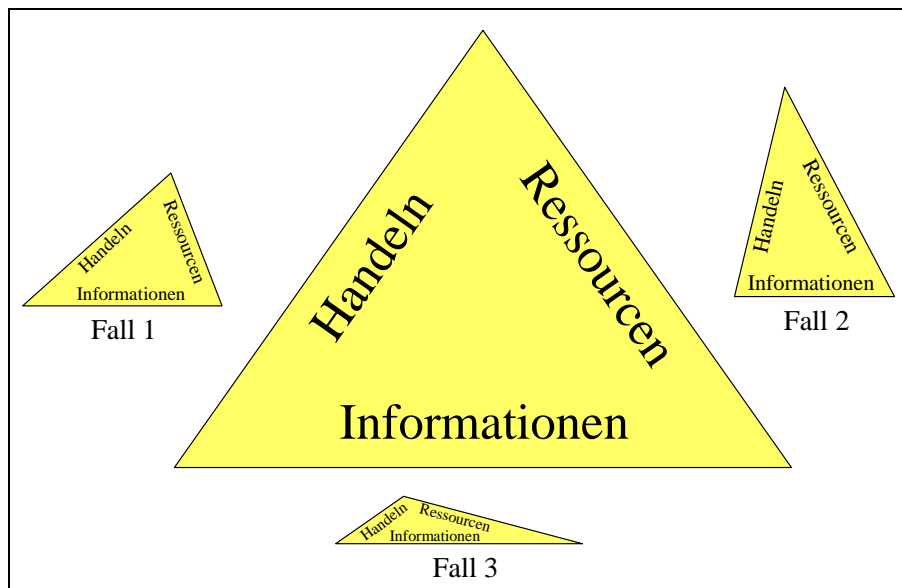 Handeln
Ressourcen
Informationen
Handeln
Ressourcen
Informationen
Fall 1
Handeln
Ressourcen
Informationen
Fall 2
Handeln
Ressourcen
Informationen
Fall 3